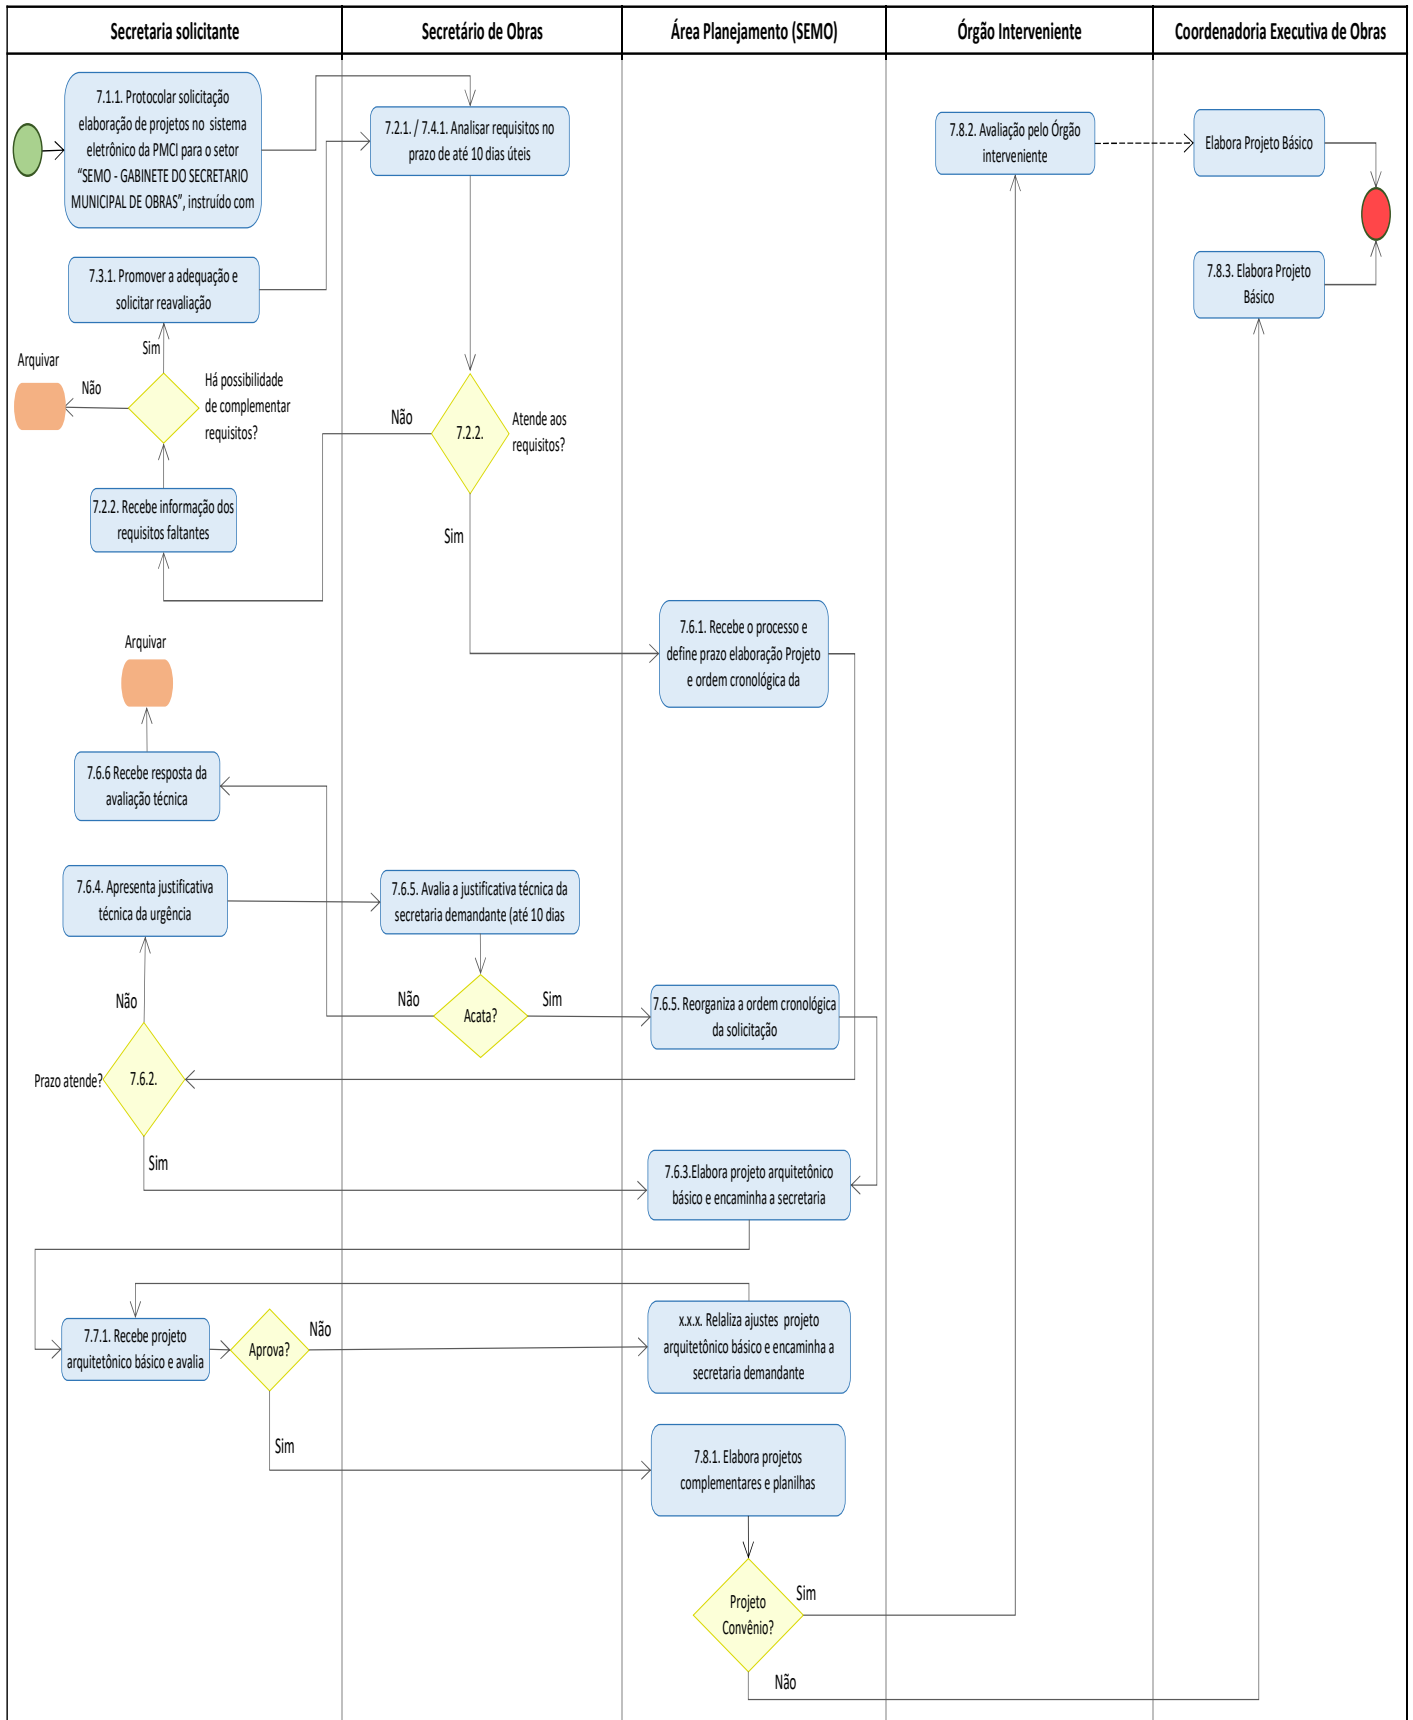 Secretaria solicitante
Secretário de Obras
Área Planejamento (SEMO)
Órgão Interveniente
Coordenadoria Executiva de Obras
7.1.1. Protocolar solicitação
elaboração de projetos no sistema
eletrônico da PMCI para o setor
“SEMO - GABINETE DO SECRETARIO
MUNICIPAL DE OBRAS”, instruído com
7.2.1. / 7.4.1. Analisar requisitos no
prazo de até 10 dias úteis
7.8.2. Avaliação pelo Órgão
interveniente
Elabora Projeto Básico
7.3.1. Promover a adequação e
solicitar reavaliação
7.8.3. Elabora Projeto
Básico
Sim
Arquivar
Não
Há possibilidade
de complementar
requisitos?
Não
7.2.2.
Atende aos
requisitos?
7.2.2. Recebe informação dos
requisitos faltantes
Sim
7.6.1. Recebe o processo e
define prazo elaboração Projeto
e ordem cronológica da
Arquivar
7.6.6 Recebe resposta da
avaliação técnica
7.6.4. Apresenta justificativa
técnica da urgência
7.6.5. Avalia a justificativa técnica da
secretaria demandante (até 10 dias
Não
Não
Acata?
Sim
7.6.5. Reorganiza a ordem cronológica
da solicitação
Prazo atende?
7.6.2.
Sim
7.6.3.Elabora projeto arquitetônico
básico e encaminha a secretaria
7.7.1. Recebe projeto
arquitetônico básico e avalia
Aprova?
Não
x.x.x. Relaliza ajustes projeto
arquitetônico básico e encaminha a
secretaria demandante
Sim
7.8.1. Elabora projetos
complementares e planilhas
Projeto
Convênio?
Sim
Não